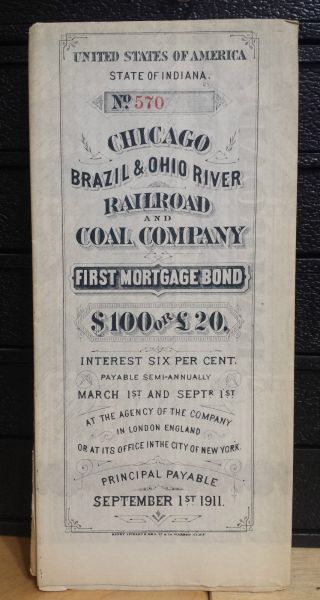 UNITED STATES OF AMERICA
STATE OF INDIANA.
No. 570
CHICAGO
BRAZIL & OHIO RIVER
RAILROAD
AND
COAL COMPANY
FIRST MORTGAGE BOND
$100 OR £20.
INTEREST SIX PER CENT.
PAYABLE SEMI-ANNUALLY
MARCH 1ST AND SEPTR 1ST
AT THE AGENCY OF THE COMPANY
IN LONDON ENGLAND
OR AT ITS OFFICE IN THE CITY OF NEW YORK.
PRINCIPAL PAYABLE
SEPTEMBER 1ST 1911.